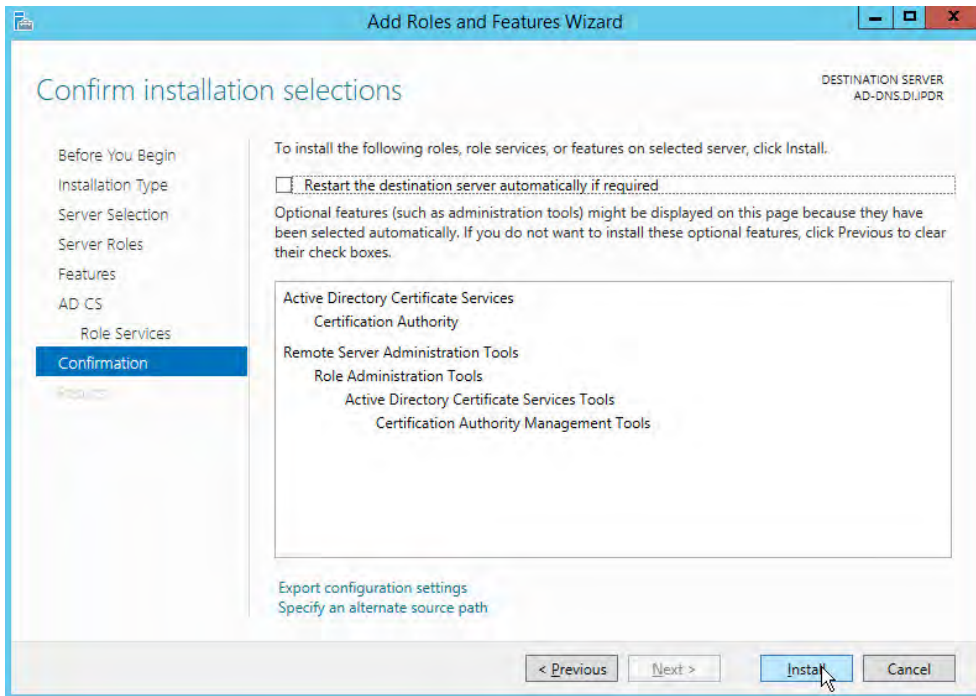 Add Roles and Features Wizard
Confirm installation selections
DESTINATION SERVER
AD-DNS.DI.IPDR
Before You Begin
Installation Type
Server Selection
Server Roles
Features
AD CS
Role Services
Confirmation
Results
To install the following roles, role services, or features on selected server, click Install.
Restart the destination server automatically if required
Optional features (such as administration tools) might be displayed on this page because they have
been selected automatically. If you do not want to install these optional features, click Previous to clear
their check boxes.
Active Directory Certificate Services
Certification Authority
Remote Server Administration Tools
Role Administration Tools
Active Directory Certificate Services Tools
Certification Authority Management Tools
Export configuration settings
Specify an alternate source path
< Previous
Next >
Install
Cancel